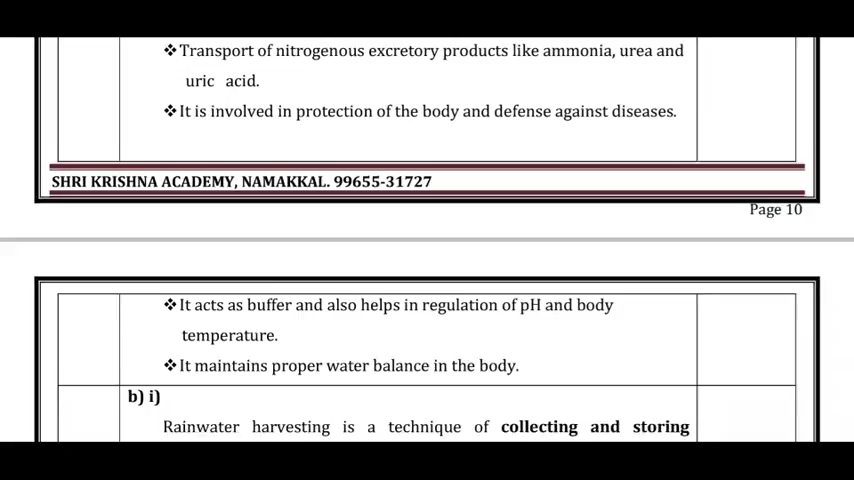 ❖Transport of nitrogenous excretory products like ammonia, urea and
uric acid.
❖It is involved in protection of the body and defense against diseases.
SHRI KRISHNA ACADEMY, NAMAKKAL. 99655-31727
Page 10
❖It acts as buffer and also helps in regulation of pH and body
temperature.
❖It maintains proper water balance in the body.
b) i)
Rainwater harvesting is a technique of collecting and storing